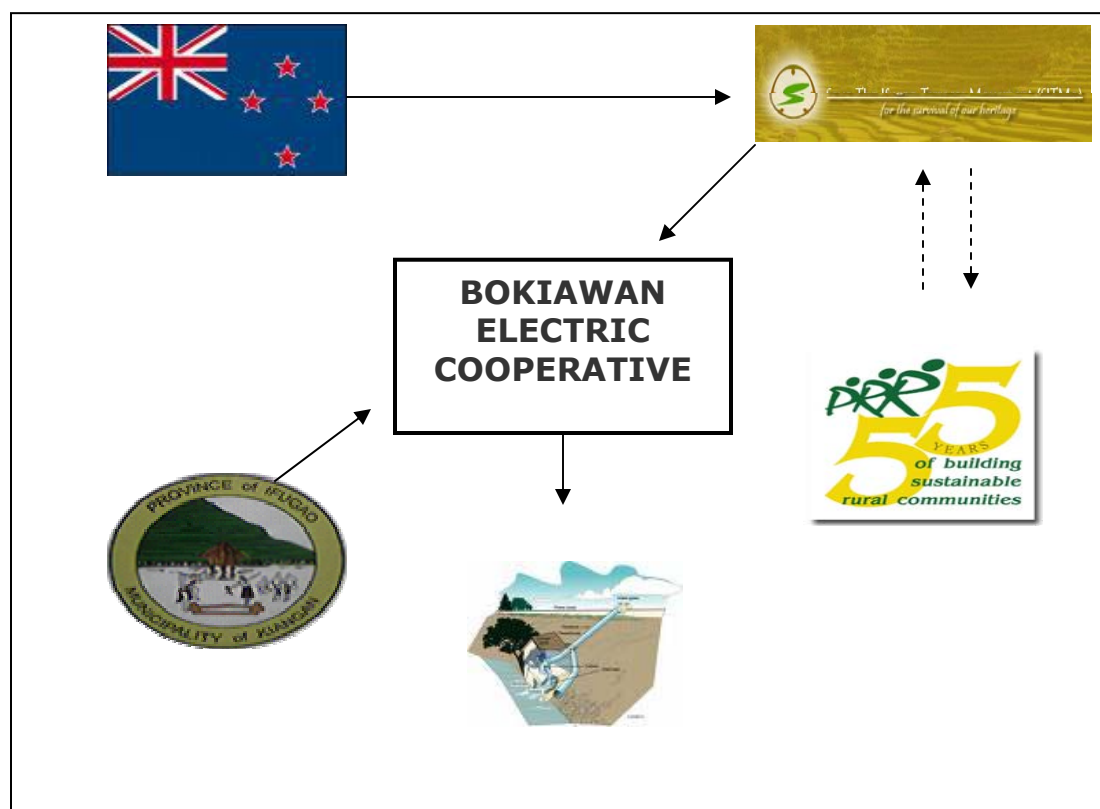 for the survival of our heritage
BOKIAWAN
ELECTRIC
COOPERATIVE
PROVINCE of IFUGAO
MUNICIPALITY of KIANGAN
55
YEARS
of building
sustainable
rural communities